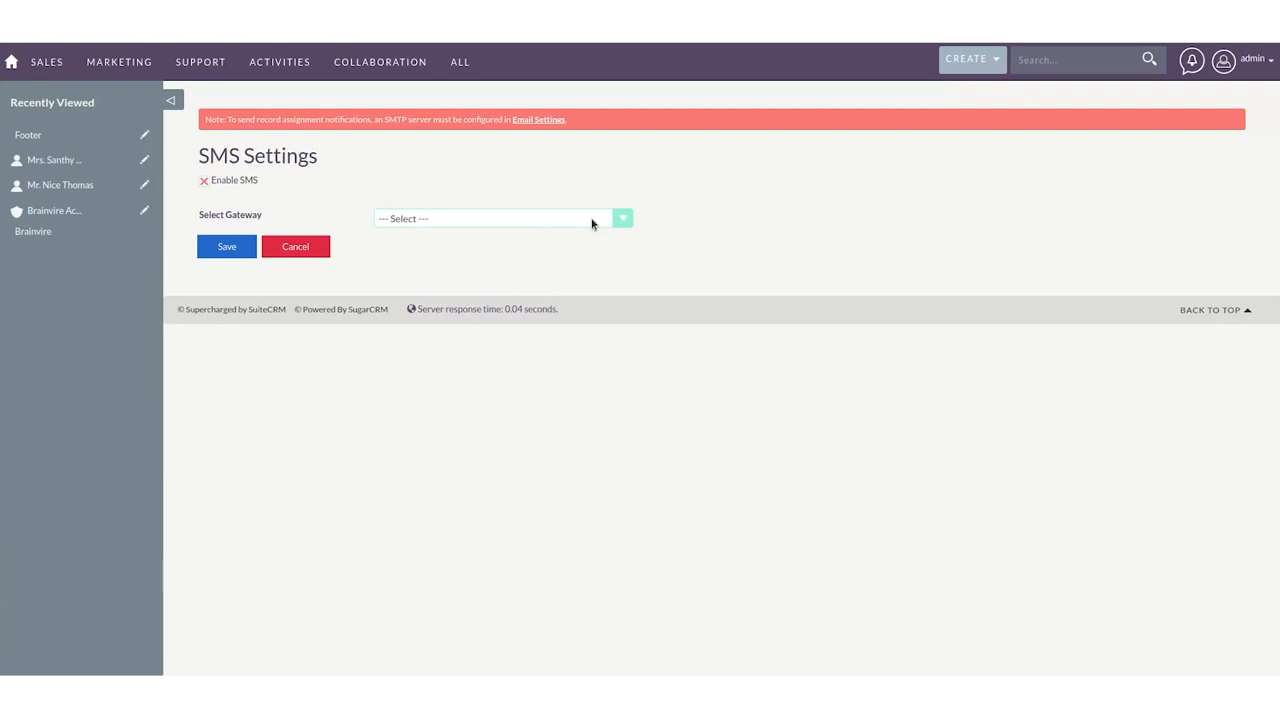 SALES MARKETING SUPPORT ACTIVITIES COLLABORATION ALL CREATE Search... admin
Recently Viewed
Footer
Mrs. Santhy ...
Mr. Nice Thomas
Brainvire Ac...
Brainvire
Note: To send record assignment notifications, an SMTP server must be configured in Email Settings.
SMS Settings
Enable SMS
Select Gateway --- Select ---
Save Cancel
© Supercharged by SuiteCRM © Powered By SugarCRM Server response time: 0.04 seconds. BACK TO TOP